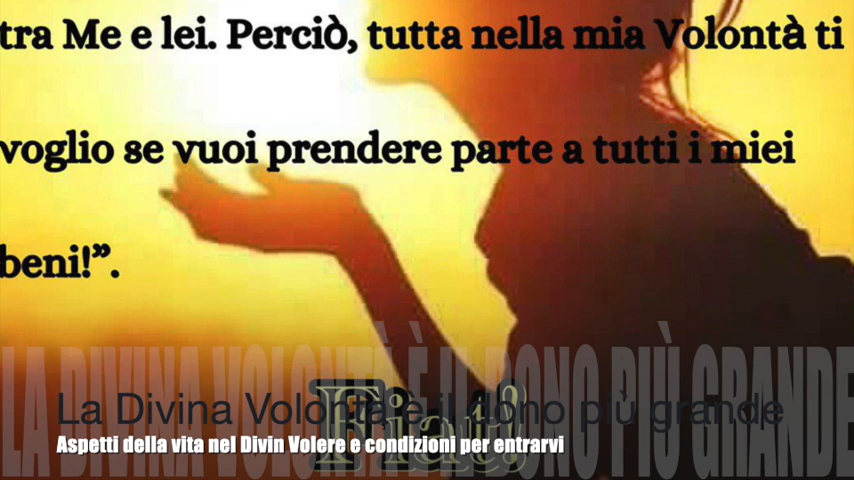 tra Me e lei. Perciò, tutta nella mia Volontà ti
voglio se vuoi prendere parte a tutti i miei
beni!”.
LA DIVINA VOLONTÀ È IL DONO PIÙ GRANDE
La Divina Volontà è il dono più grande
Fiat!
Aspetti della vita nel Divin Volere e condizioni per entrarvi